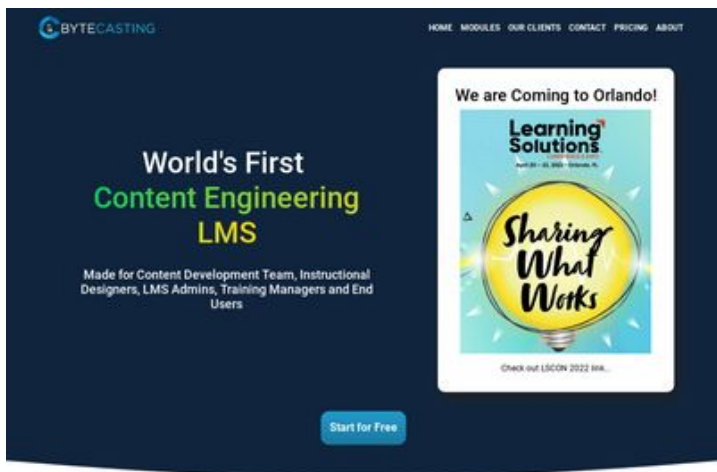 BYTECASTING
HOME MODULES OUR CLIENTS CONTACT PRICING ABOUT
World's First
Content Engineering
LMS
Made for Content Development Team, Instructional
Designers, LMS Admins, Training Managers and End
Users
We are Coming to Orlando!
Learning
Solutions
Sharing
What
Works
Check out LSCON 2022 link...
Start for Free